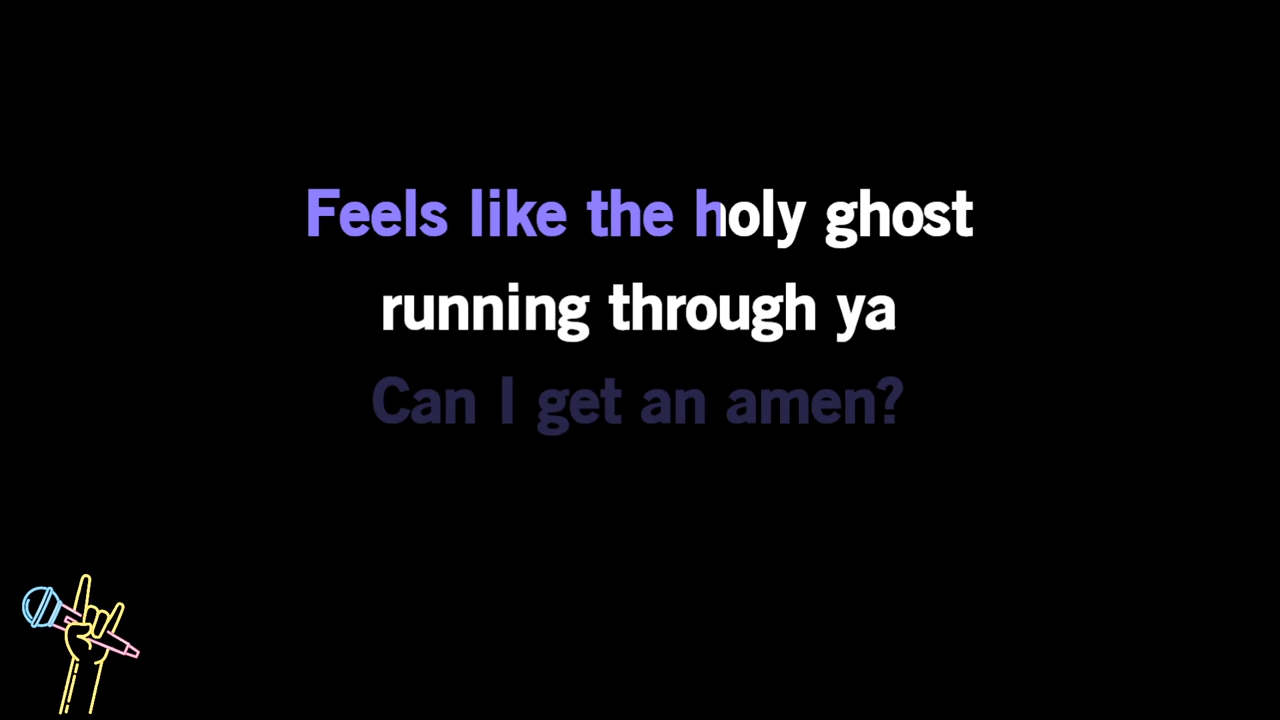 Feels like the holy ghost
running through ya
Can I get an amen?